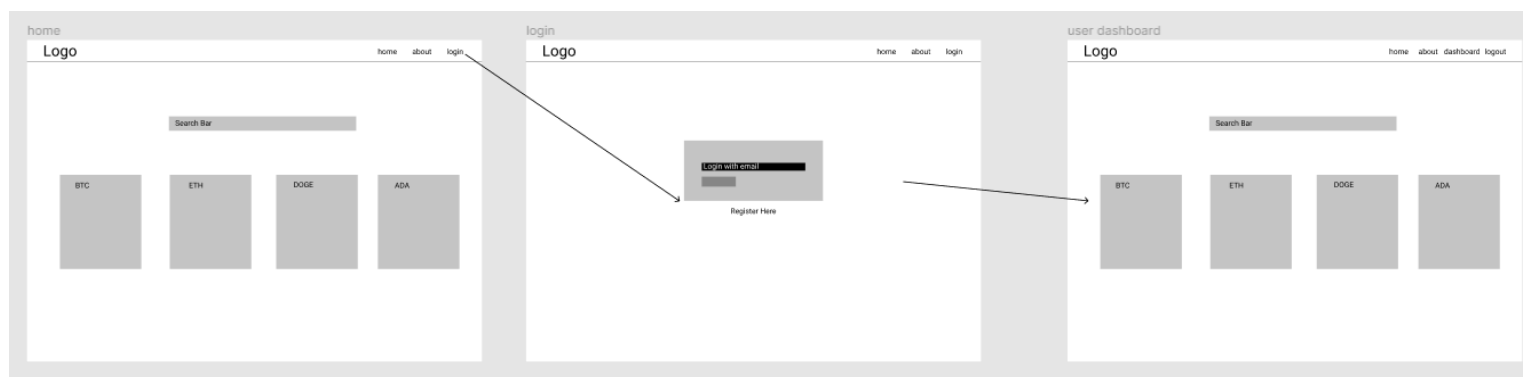 home
Logo
home about login
Search Bar
BTC ETH DOGE ADA
login
Logo
home about login
Login with email
Register Here
user dashboard
Logo
home about dashboard logout
Search Bar
BTC ETH DOGE ADA